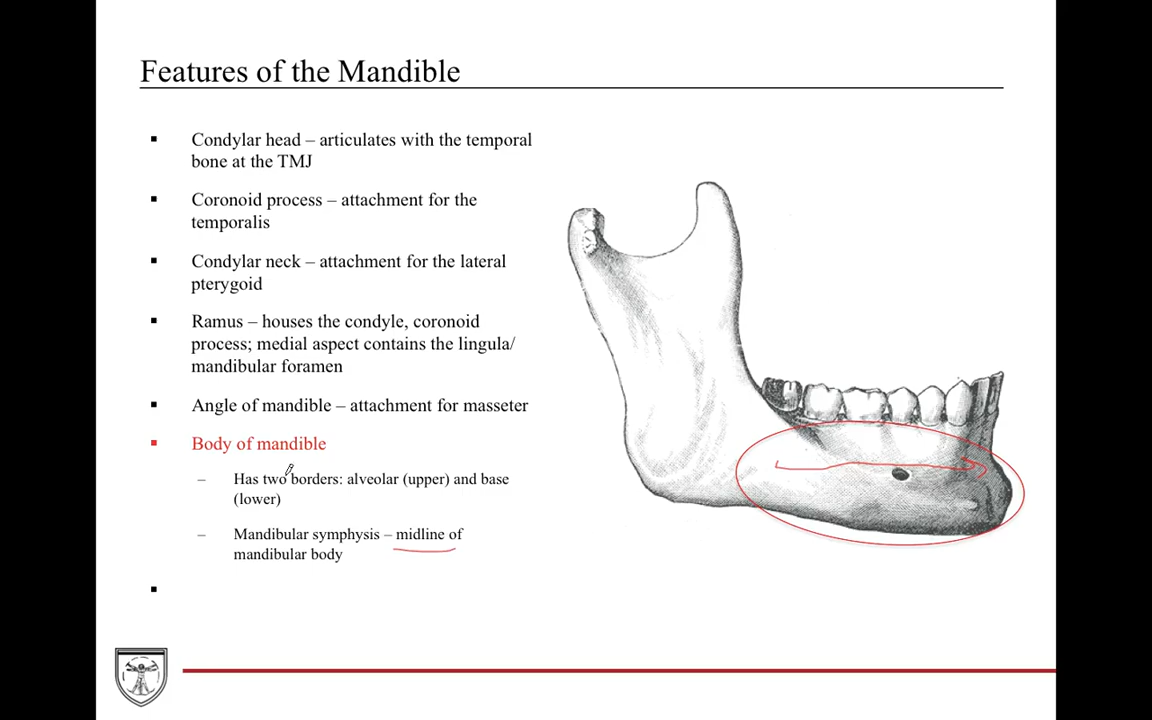 Features of the Mandible
Condylar head – articulates with the temporal
bone at the TMJ
Coronoid process – attachment for the
temporalis
Condylar neck – attachment for the lateral
pterygoid
Ramus – houses the condyle, coronoid
process; medial aspect contains the lingula/
mandibular foramen
Angle of mandible – attachment for masseter
Body of mandible
– Has two borders: alveolar (upper) and base
(lower)
– Mandibular symphysis – midline of
mandibular body